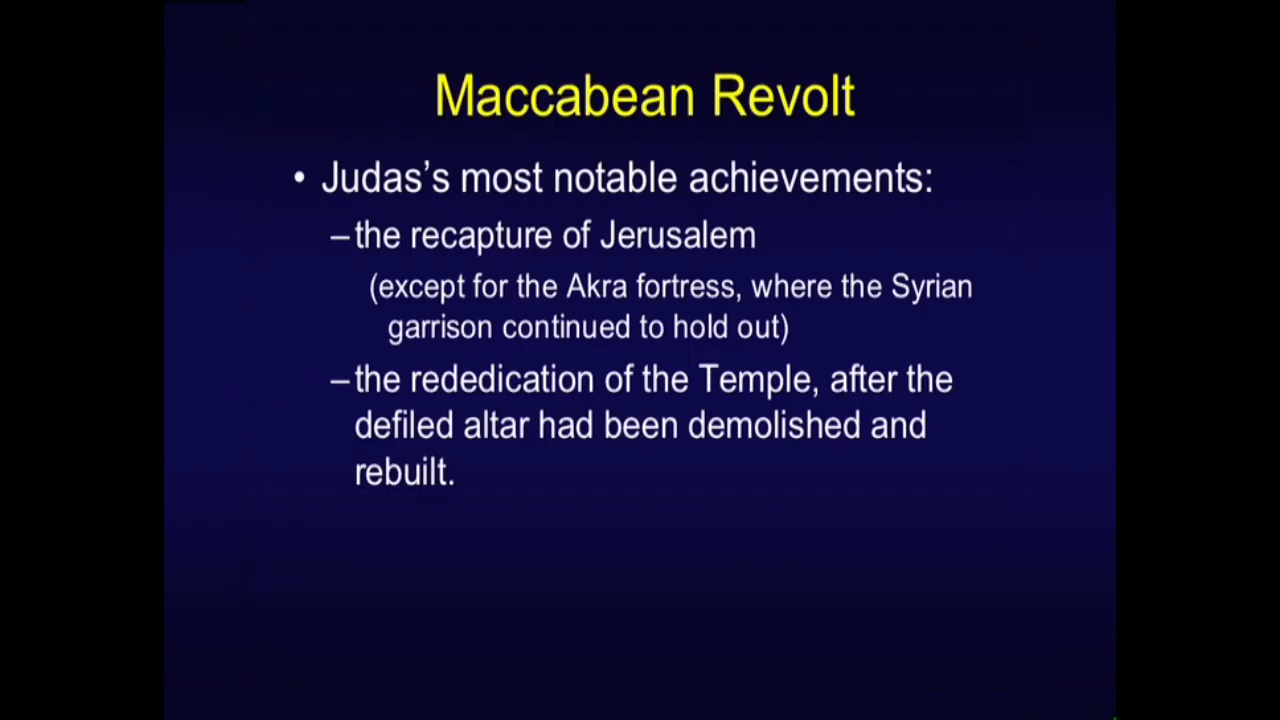 Maccabean Revolt
• Judas’s most notable achievements:
–the recapture of Jerusalem
(except for the Akra fortress, where the Syrian
garrison continued to hold out)
–the rededication of the Temple, after the
defiled altar had been demolished and
rebuilt.